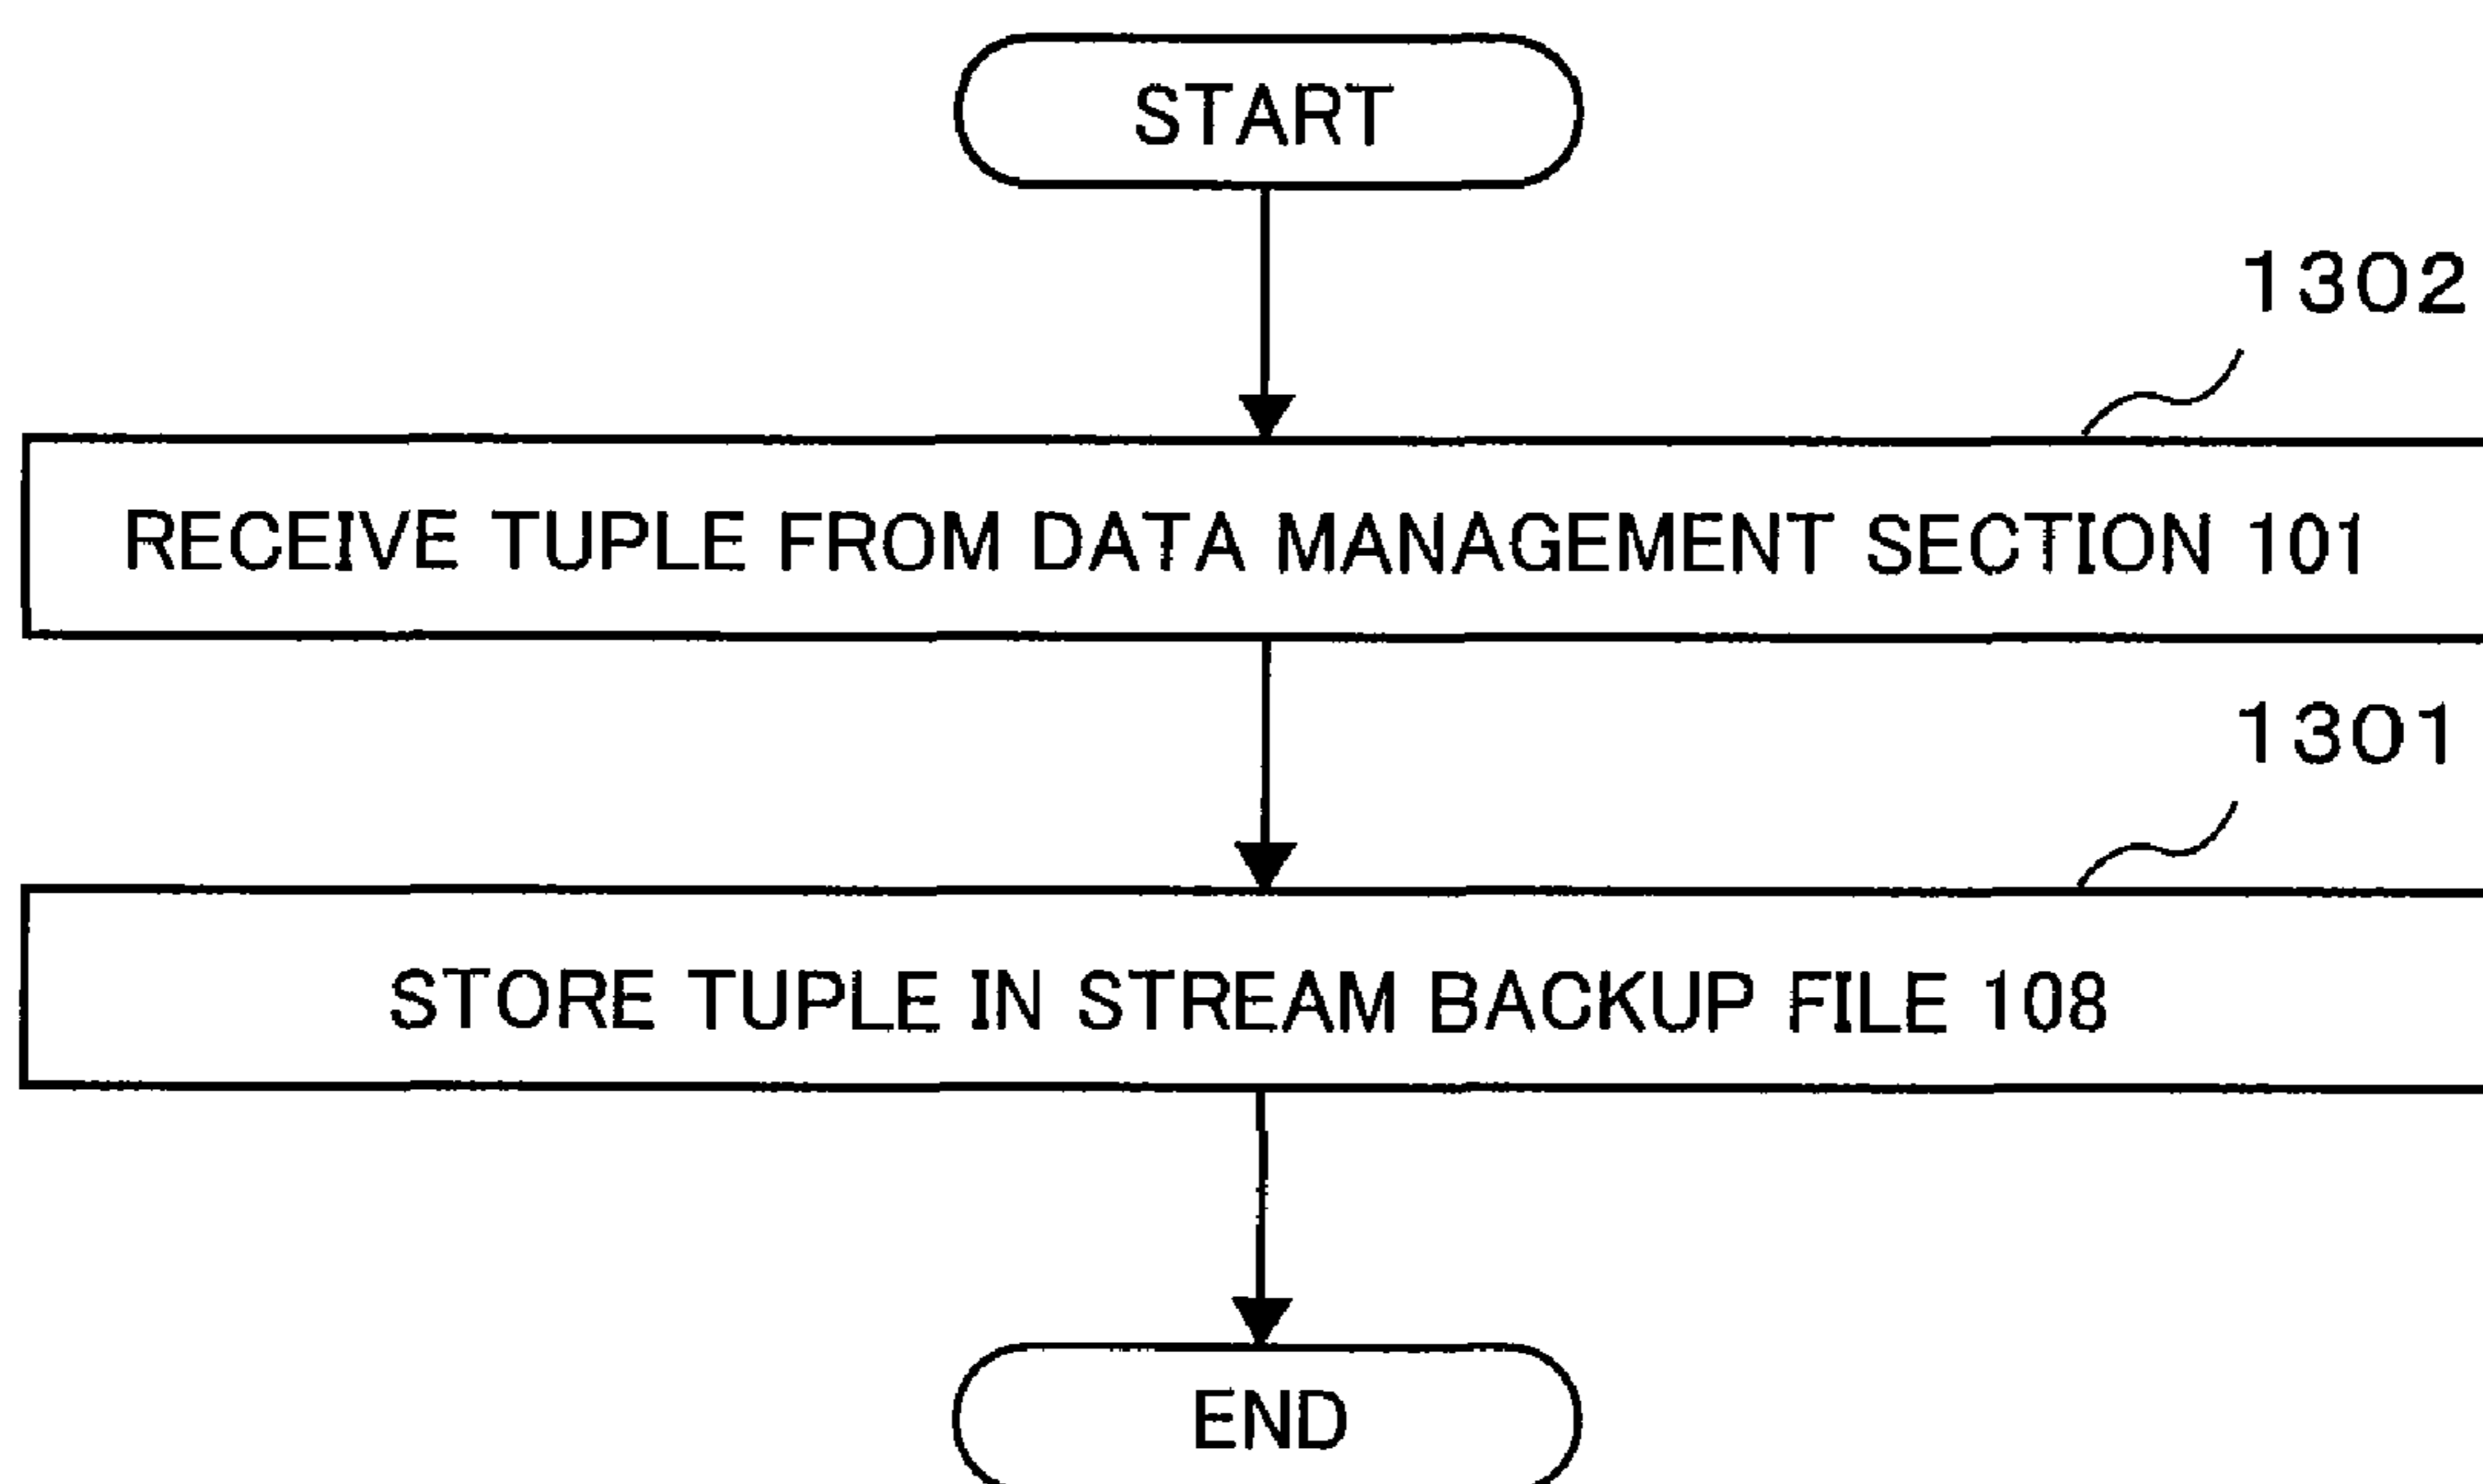 START
1302
RECEIVE TUPLE FROM DATA MANAGEMENT SECTION 101
1301
STORE TUPLE IN STREAM BACKUP FILE 108
END